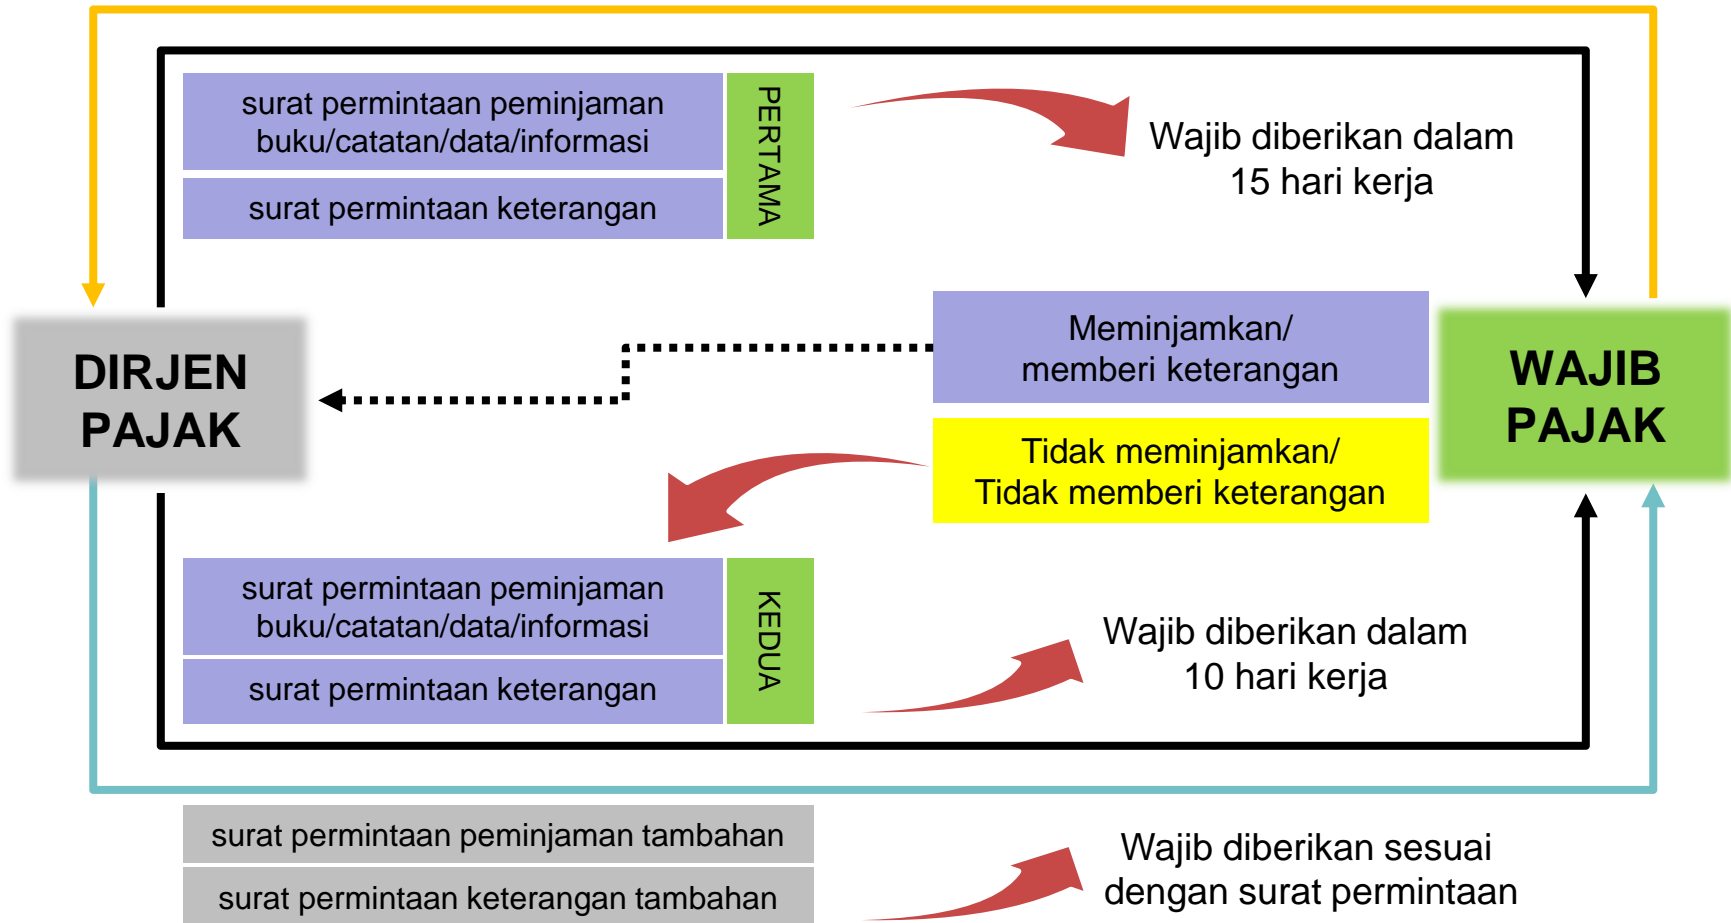 surat permintaan peminjaman
buku/catatan/data/informasi
surat permintaan keterangan
PERTAMA
Wajib diberikan dalam
15 hari kerja
DIRJEN
PAJAK
Meminjamkan/
memberi keterangan
Tidak meminjamkan/
Tidak memberi keterangan
WAJIB
PAJAK
surat permintaan peminjaman
buku/catatan/data/informasi
surat permintaan keterangan
KEDUA
Wajib diberikan dalam
10 hari kerja
surat permintaan peminjaman tambahan
surat permintaan keterangan tambahan
Wajib diberikan sesuai
dengan surat permintaan